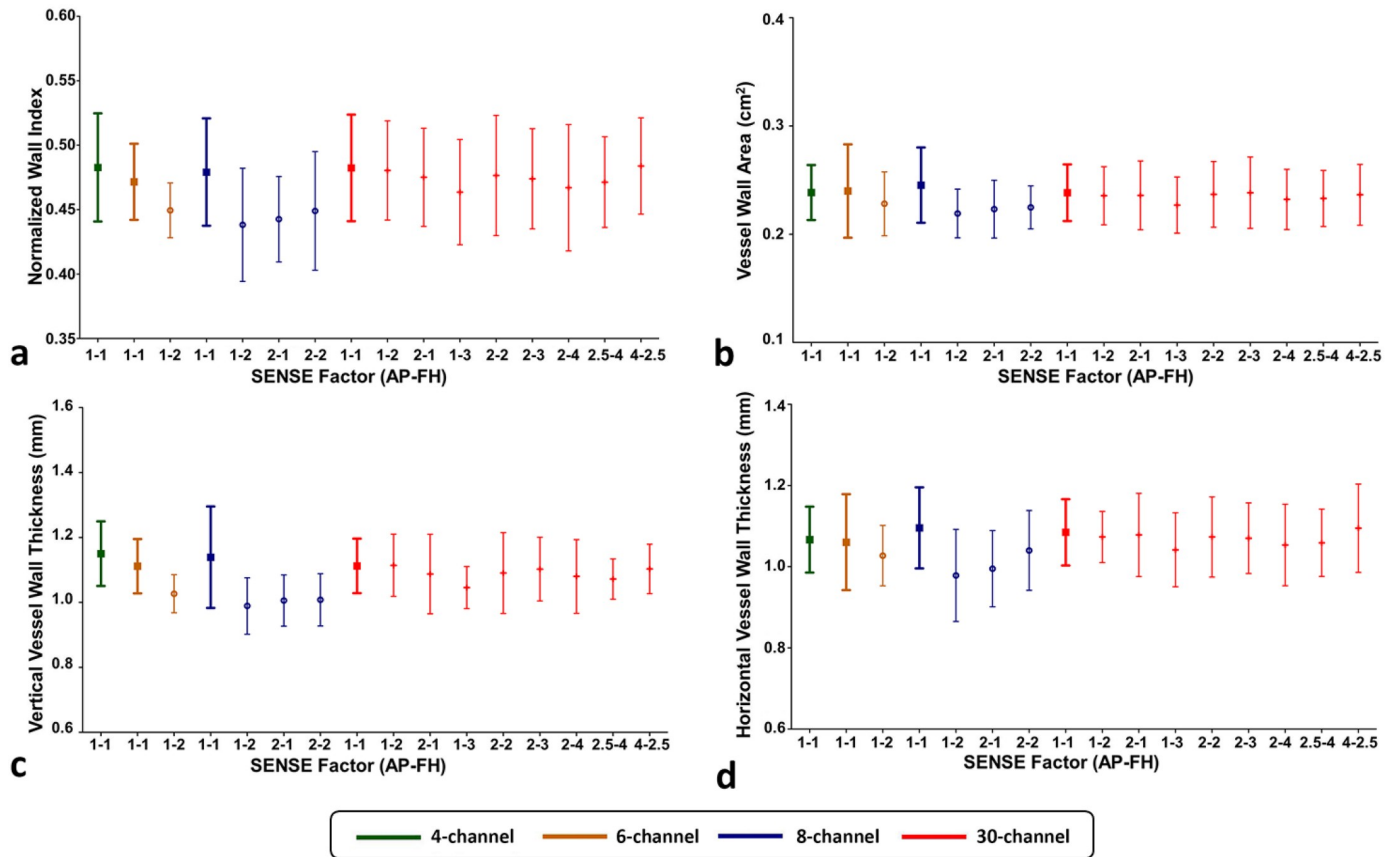 Normalized Wall Index
0.60
0.55
0.50
0.45
0.40
0.35
1-1 1-1 1-2 1-1 1-2 2-1 2-2 1-1 1-2 2-1 1-3 2-2 2-3 2-4 2.5-4 4-2.5
SENSE Factor (AP-FH)
a
Vessel Wall Area (cm²)
0.4
0.3
0.2
0.1
1-1 1-1 1-2 1-1 1-2 2-1 2-2 1-1 1-2 2-1 1-3 2-2 2-3 2-4 2.5-4 4-2.5
SENSE Factor (AP-FH)
b
Vertical Vessel Wall Thickness (mm)
1.6
1.4
1.2
1.0
0.8
0.6
1-1 1-1 1-2 1-1 1-2 2-1 2-2 1-1 1-2 2-1 1-3 2-2 2-3 2-4 2.5-4 4-2.5
SENSE Factor (AP-FH)
c
Horizontal Vessel Wall Thickness (mm)
1.4
1.2
1.0
0.8
0.6
1-1 1-1 1-2 1-1 1-2 2-1 2-2 1-1 1-2 2-1 1-3 2-2 2-3 2-4 2.5-4 4-2.5
SENSE Factor (AP-FH)
d
4-channel 6-channel 8-channel 30-channel